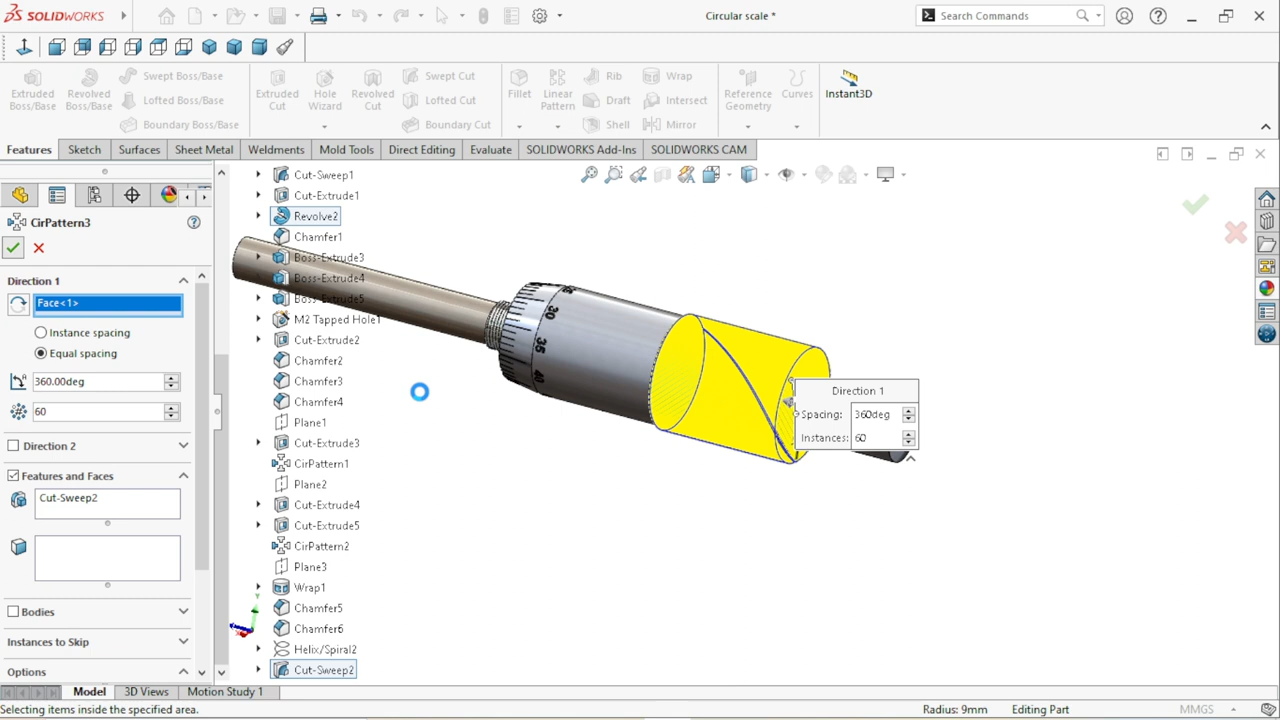 SOLIDWORKS
Circular scale *
Search Commands
Extruded Boss/Base
Revolved Boss/Base
Swept Boss/Base
Lofted Boss/Base
Boundary Boss/Base
Extruded Cut
Hole Wizard
Revolved Cut
Swept Cut
Lofted Cut
Boundary Cut
Fillet
Linear Pattern
Rib
Draft
Shell
Wrap
Intersect
Mirror
Reference Geometry
Curves
Instant3D
Features
Sketch
Surfaces
Sheet Metal
Weldments
Mold Tools
Direct Editing
Evaluate
SOLIDWORKS Add-Ins
SOLIDWORKS CAM
CirPattern3
Direction 1
Face<1>
Instance spacing
Equal spacing
360.00deg
60
Direction 2
Features and Faces
Cut-Sweep2
Bodies
Instances to Skip
Options
Cut-Sweep1
Cut-Extrude1
Revolve2
Chamfer1
Boss-Extrude3
Boss-Extrude4
Boss-Extrude5
M2 Tapped Hole1
Cut-Extrude2
Chamfer2
Chamfer3
Chamfer4
Plane1
Cut-Extrude3
CirPattern1
Plane2
Cut-Extrude4
Cut-Extrude5
CirPattern2
Plane3
Wrap1
Chamfer5
Chamfer6
Helix/Spiral2
Cut-Sweep2
30
35
40
Direction 1
Spacing: 360deg
Instances: 60
Model
3D Views
Motion Study 1
Selecting items inside the specified area.
Radius: 9mm
Editing Part
MMGS